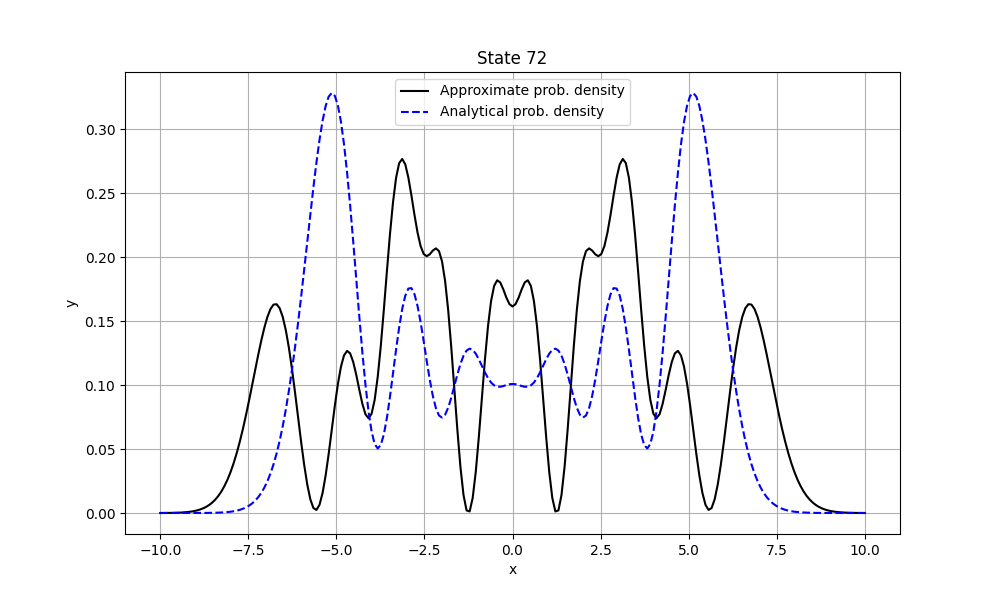 State 72
Approximate prob. density
Analytical prob. density
y
0.30
0.25
0.20
0.15
0.10
0.05
0.00
−10.0 −7.5 −5.0 −2.5 0.0 2.5 5.0 7.5 10.0
x